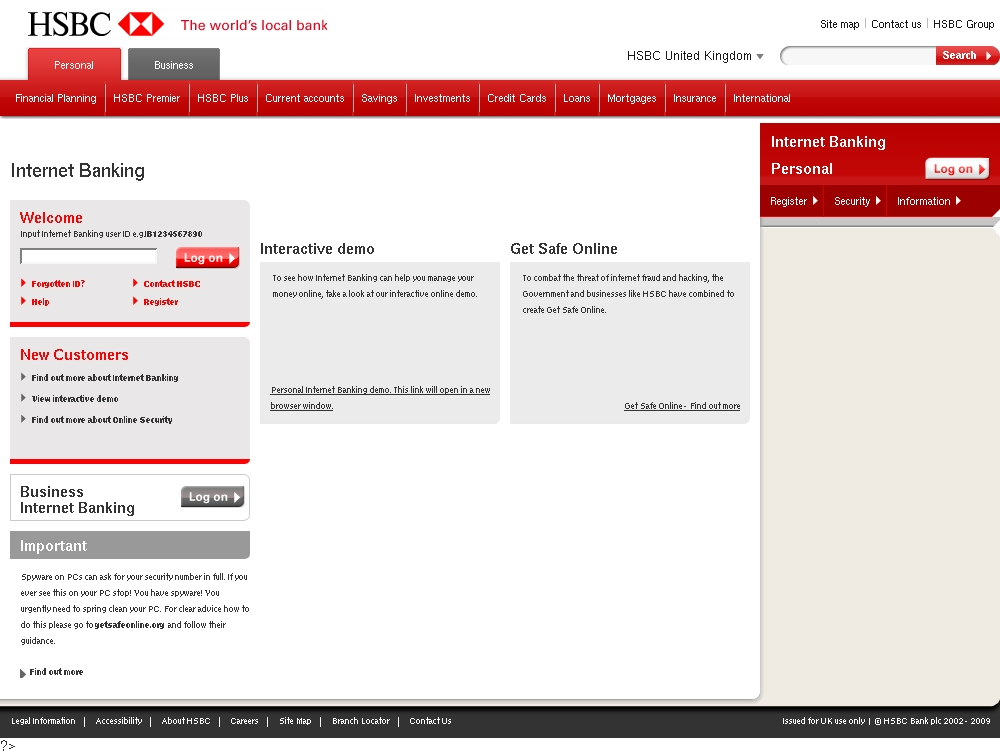 HSBC The world's local bank
Site map Contact us HSBC Group
Personal Business
HSBC United Kingdom Search
Financial Planning HSBC Premier HSBC Plus Current accounts Savings Investments Credit Cards Loans Mortgages Insurance International
Internet Banking
Personal Log on
Register Security Information
Internet Banking
Welcome
Input Internet Banking user ID e.g.IB1234567890
Log on
Forgotten ID? Contact HSBC
Help Register
New Customers
Find out more about Internet Banking
View interactive demo
Find out more about Online Security
Business
Internet Banking
Log on
Important
Spyware on PCs can ask for your security number in full. If you
ever see this on your PC stop! You have spyware! You
urgently need to spring clean your PC. For clear advice how to
do this please go to getsafeonline.org and follow their
guidance.
Find out more
Interactive demo
To see how Internet Banking can help you manage your
money online, take a look at our interactive online demo.
Personal Internet Banking demo. This link will open in a new
browser window.
Get Safe Online
To combat the threat of internet fraud and hacking, the
Government and businesses like HSBC have combined to
create Get Safe Online.
Get Safe Online - Find out more
Legal Information | Accessibility | About HSBC | Careers | Site Map | Branch Locator | Contact Us
Issued for UK use only | © HSBC Bank plc 2002 - 2009
?>